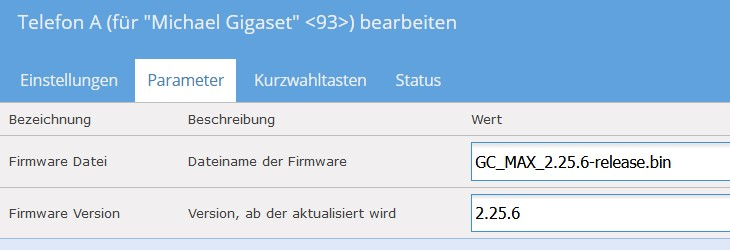 Telefon A (für "Michael Gigaset" <93>) bearbeiten
Einstellungen Parameter Kurzwahltasten Status
Bezeichnung Beschreibung Wert
Firmware Datei Dateiname der Firmware GC_MAX_2.25.6-release.bin
Firmware Version Version, ab der aktualisiert wird 2.25.6